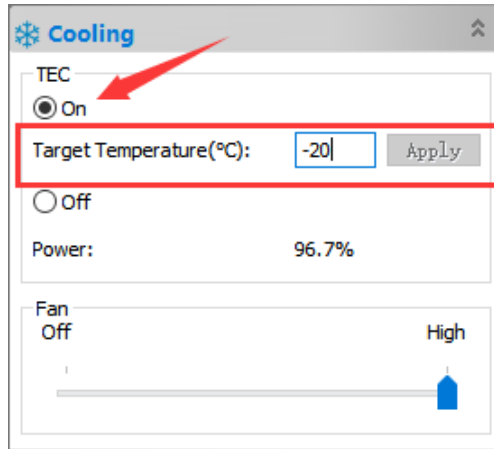 Cooling
TEC
On
Target Temperature(°C): -20 Apply
Off
Power: 96.7%
Fan
Off High